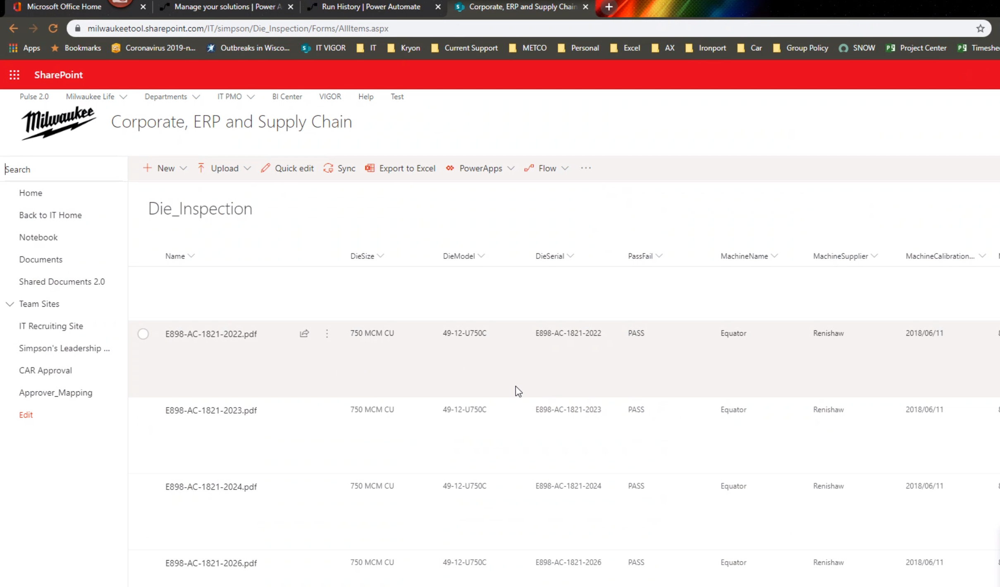 Microsoft Office Home
Manage your solutions | Power A
Run History | Power Automate
Corporate, ERP and Supply Chain
milwaukeetool.sharepoint.com/IT/simpson/Die_Inspection/Forms/AllItems.aspx
Apps Bookmarks Coronavirus 2019-n... Outbreaks in Wisco... IT VIGOR IT Kryon Current Support METCO Personal Excel AX Ironport Car Group Policy SNOW Project Center Timeshe
SharePoint
Pulse 2.0 Milwaukee Life Departments IT PMO BI Center VIGOR Help Test
Milwaukee
Corporate, ERP and Supply Chain
Search
New Upload Quick edit Sync Export to Excel PowerApps Flow ...
Home
Back to IT Home
Notebook
Documents
Shared Documents 2.0
Team Sites
IT Recruiting Site
Simpson's Leadership ...
CAR Approval
Approver_Mapping
Edit
Die_Inspection
Name DieSize DieModel DieSerial PassFail MachineName MachineSupplier MachineCalibration...
E898-AC-1821-2022.pdf 750 MCM CU 49-12-U750C E898-AC-1821-2022 PASS Equator Renishaw 2018/06/11
E898-AC-1821-2023.pdf 750 MCM CU 49-12-U750C E898-AC-1821-2023 PASS Equator Renishaw 2018/06/11
E898-AC-1821-2024.pdf 750 MCM CU 49-12-U750C E898-AC-1821-2024 PASS Equator Renishaw 2018/06/11
E898-AC-1821-2026.pdf 750 MCM CU 49-12-U750C E898-AC-1821-2026 PASS Equator Renishaw 2018/06/11